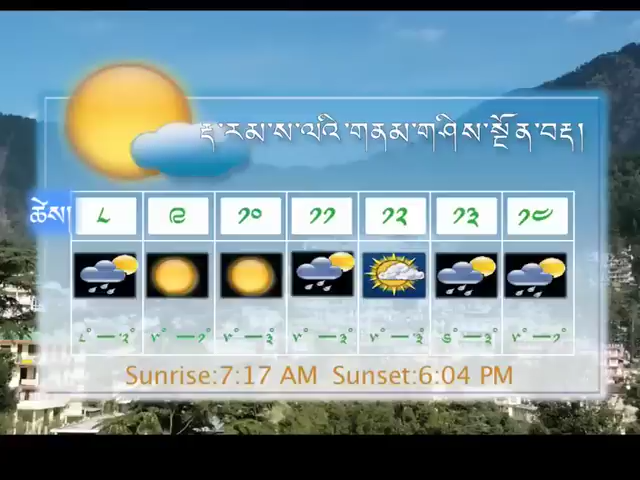 རྡ་རམ་ས་ལའི་གནམ་གཤིས་སྔོན་བརྡ།
ཚེས། ༨ ༩ ༡༠ ༡༡ ༡༢ ༡༣ ༡༤
Sunrise:7:17 AM Sunset:6:04 PM